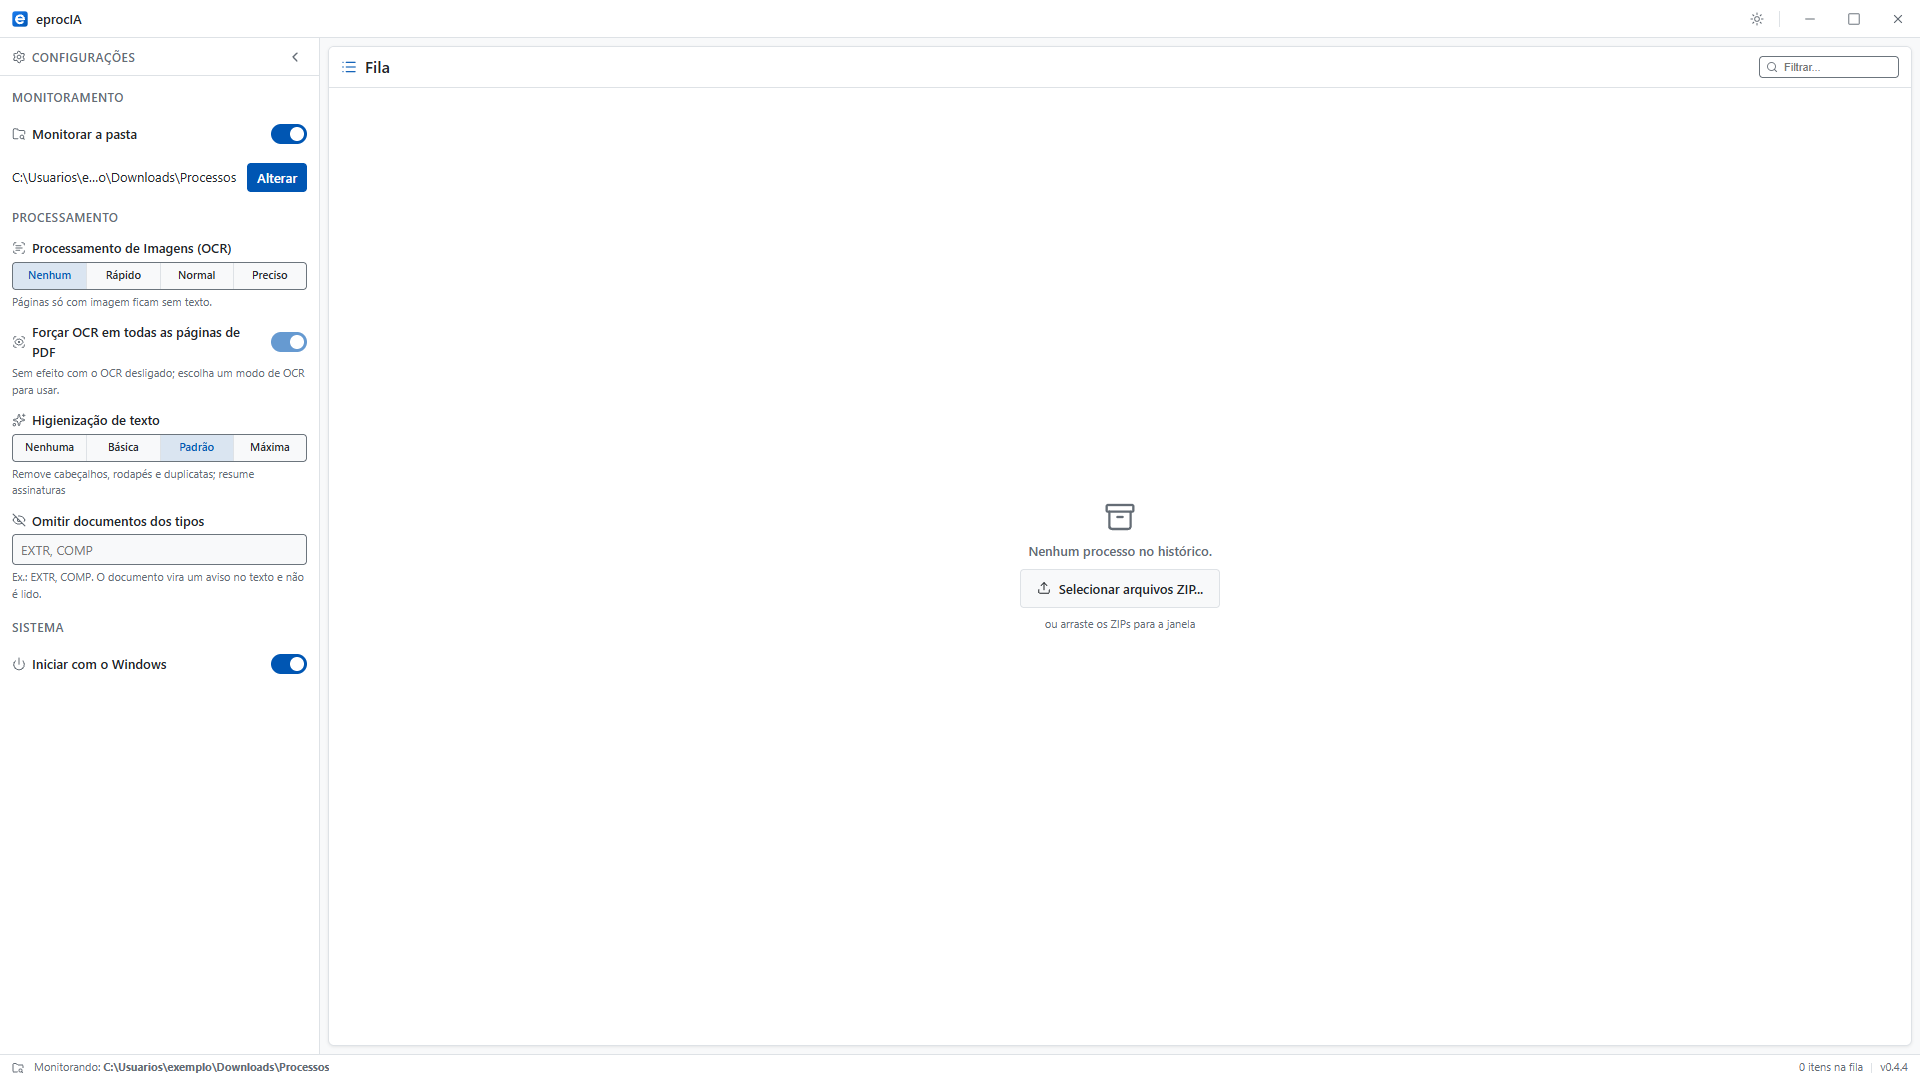 eprocIA
CONFIGURAÇÕES
MONITORAMENTO
Monitorar a pasta
C:\Usuarios\e...o\Downloads\Processos
Alterar
PROCESSAMENTO
Processamento de Imagens (OCR)
Nenhum Rápido Normal Preciso
Páginas só com imagem ficam sem texto.
Forçar OCR em todas as páginas de
PDF
Sem efeito com o OCR desligado; escolha um modo de OCR
para usar.
Higienização de texto
Nenhuma Básica Padrão Máxima
Remove cabeçalhos, rodapés e duplicatas; resume
assinaturas
Omitir documentos dos tipos
EXTR, COMP
Ex.: EXTR, COMP. O documento vira um aviso no texto e não
é lido.
SISTEMA
Iniciar com o Windows
Fila
Filtrar...
Nenhum processo no histórico.
Selecionar arquivos ZIP...
ou arraste os ZIPs para a janela
Monitorando: C:\Usuarios\exemplo\Downloads\Processos
0 itens na fila
v0.4.4